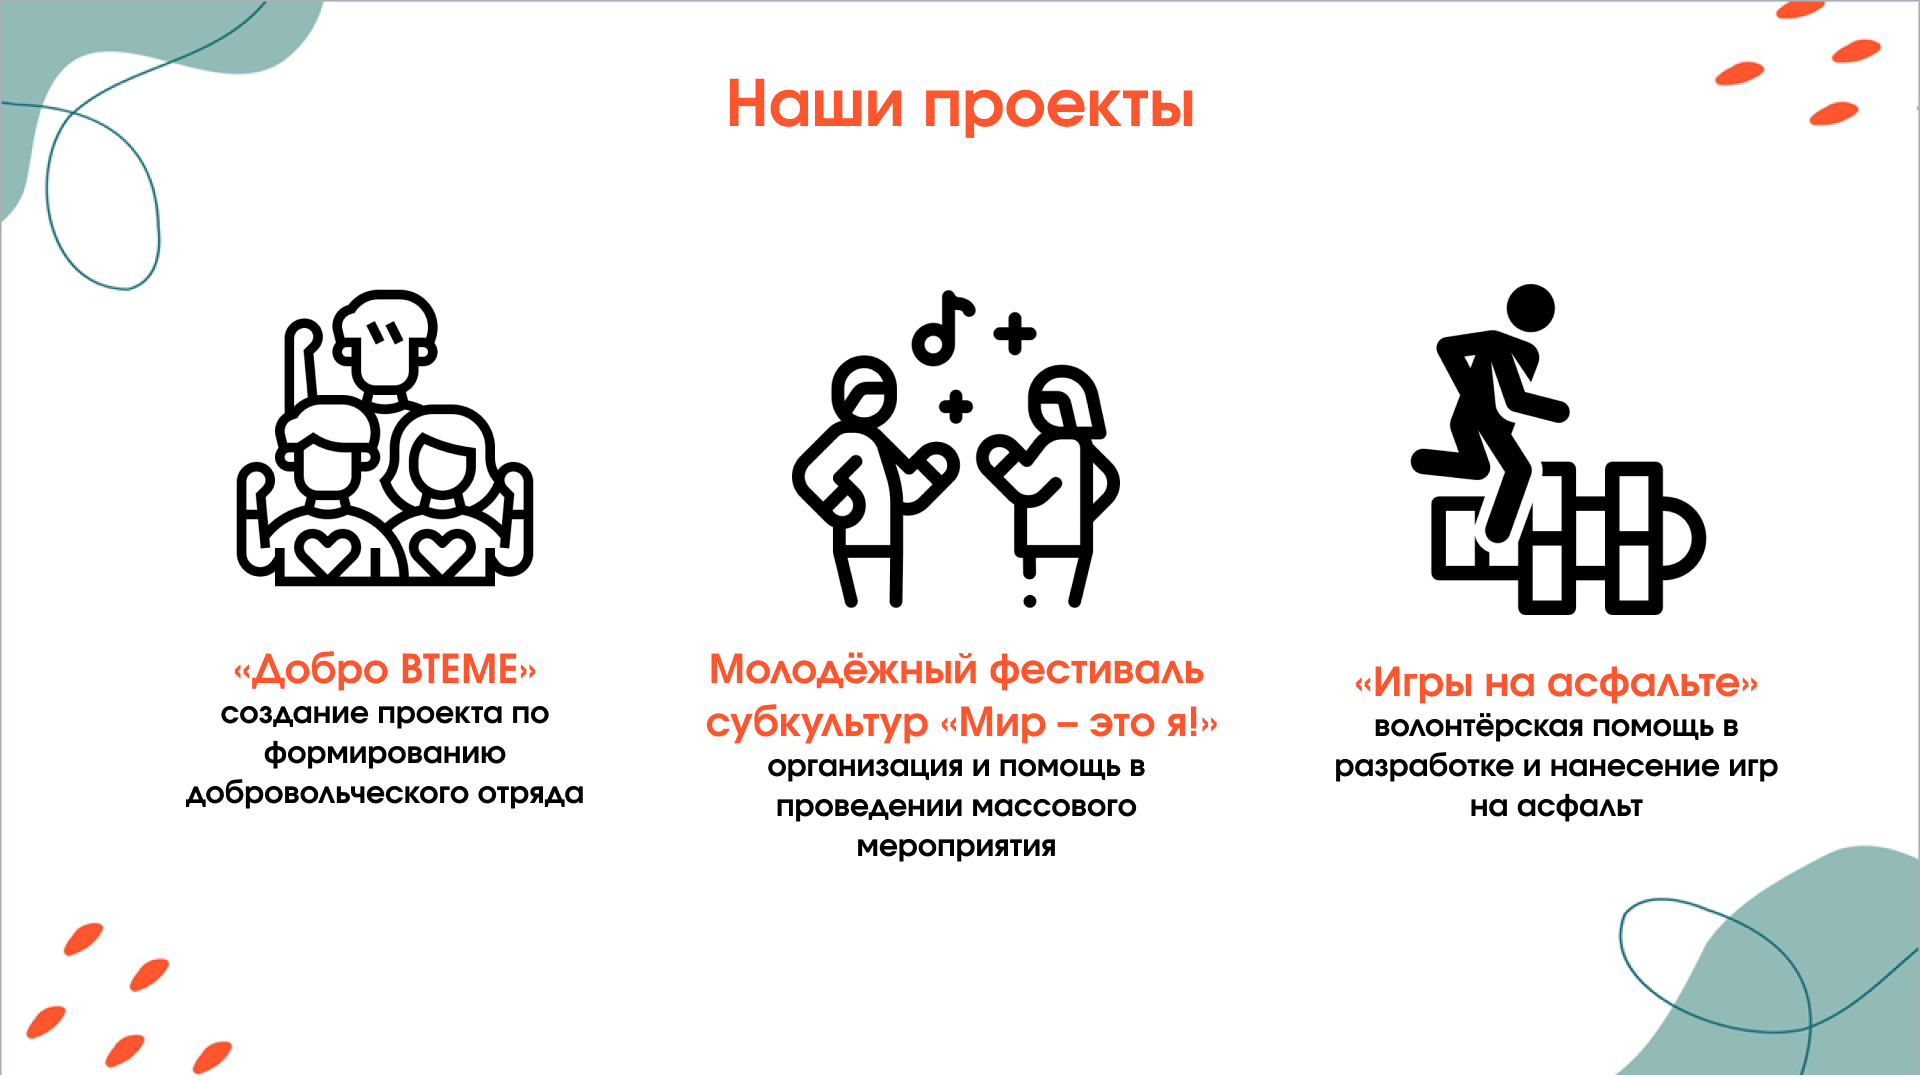 Наши проекты
«Добро ВТЕМЕ»
создание проекта по
формированию
добровольческого отряда
Молодёжный фестиваль
субкультур «Мир – это я!»
организация и помощь в
проведении массового
мероприятия
«Игры на асфальте»
волонтёрская помощь в
разработке и нанесение игр
на асфальт